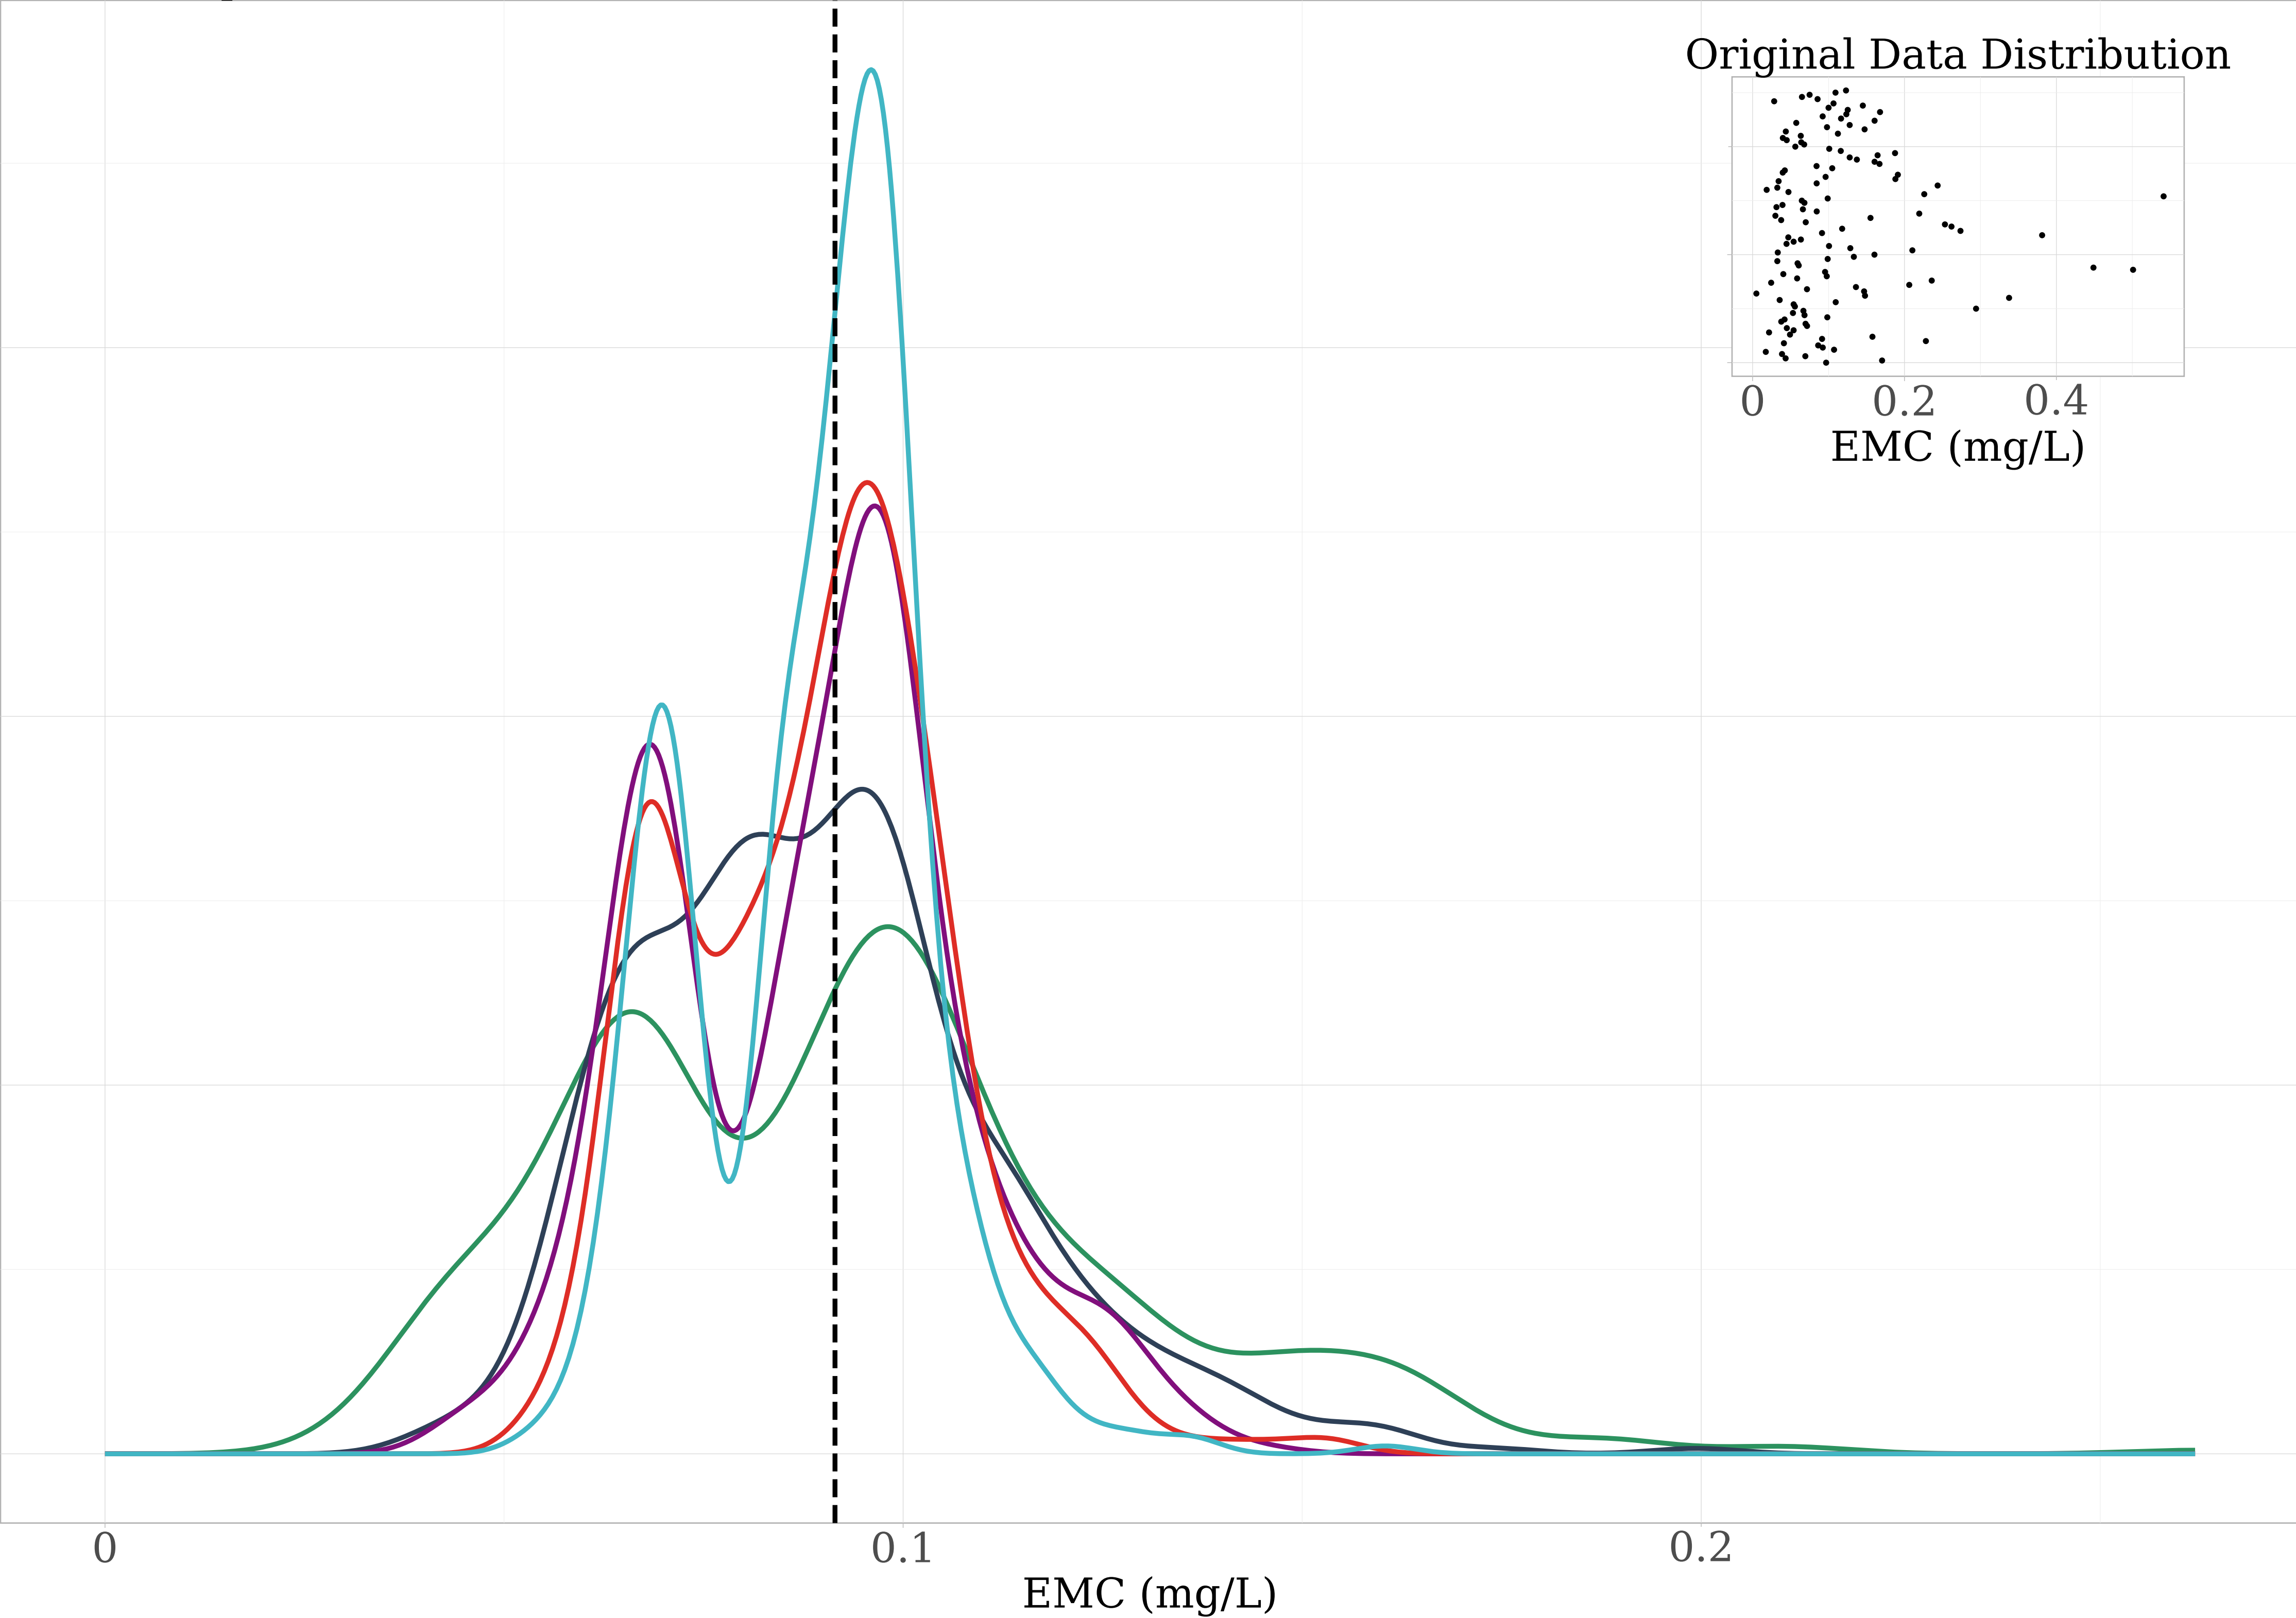 Original Data Distribution
0 0.2 0.4
EMC (mg/L)
0 0.1 0.2
EMC (mg/L)